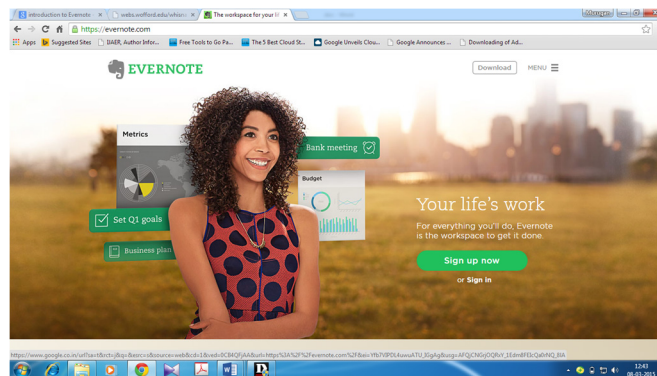 introduction to Evernote
webs.wofford.edu/whisn
The workspace for your lif
https://evernote.com
Apps
Suggested Sites
IJAER, Author Infor...
Free Tools to Go Pa...
The 5 Best Cloud St...
Google Unveils Clou...
Google Announces ...
Downloading of Ad...
EVERNOTE
Download
MENU
Metrics
Bank meeting
Budget
Set Q1 goals
Business plan
Your life's work
For everything you'll do, Evernote
is the workspace to get it done.
Sign up now
or Sign in
12:43
08-03-2015